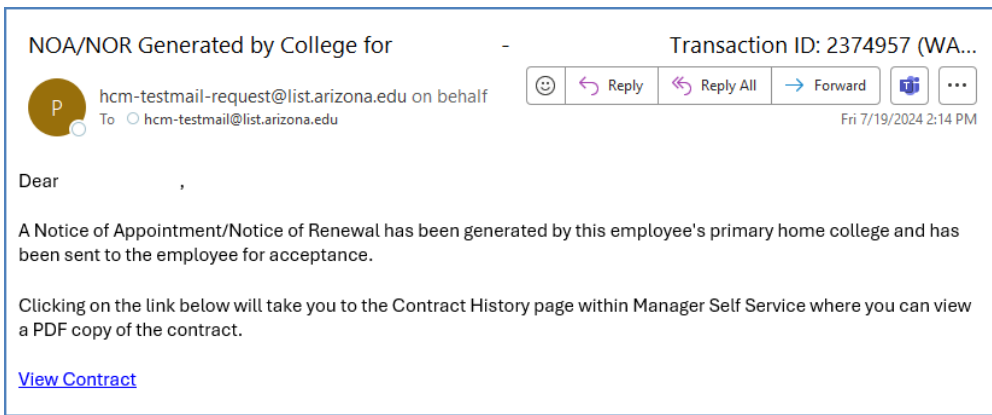 NOA/NOR Generated by College for - Transaction ID: 2374957 (WA...
P
hcm-testmail-request@list.arizona.edu on behalf
Reply Reply All Forward
To hcm-testmail@list.arizona.edu
Fri 7/19/2024 2:14 PM
Dear ,
A Notice of Appointment/Notice of Renewal has been generated by this employee's primary home college and has
been sent to the employee for acceptance.
Clicking on the link below will take you to the Contract History page within Manager Self Service where you can view
a PDF copy of the contract.
View Contract